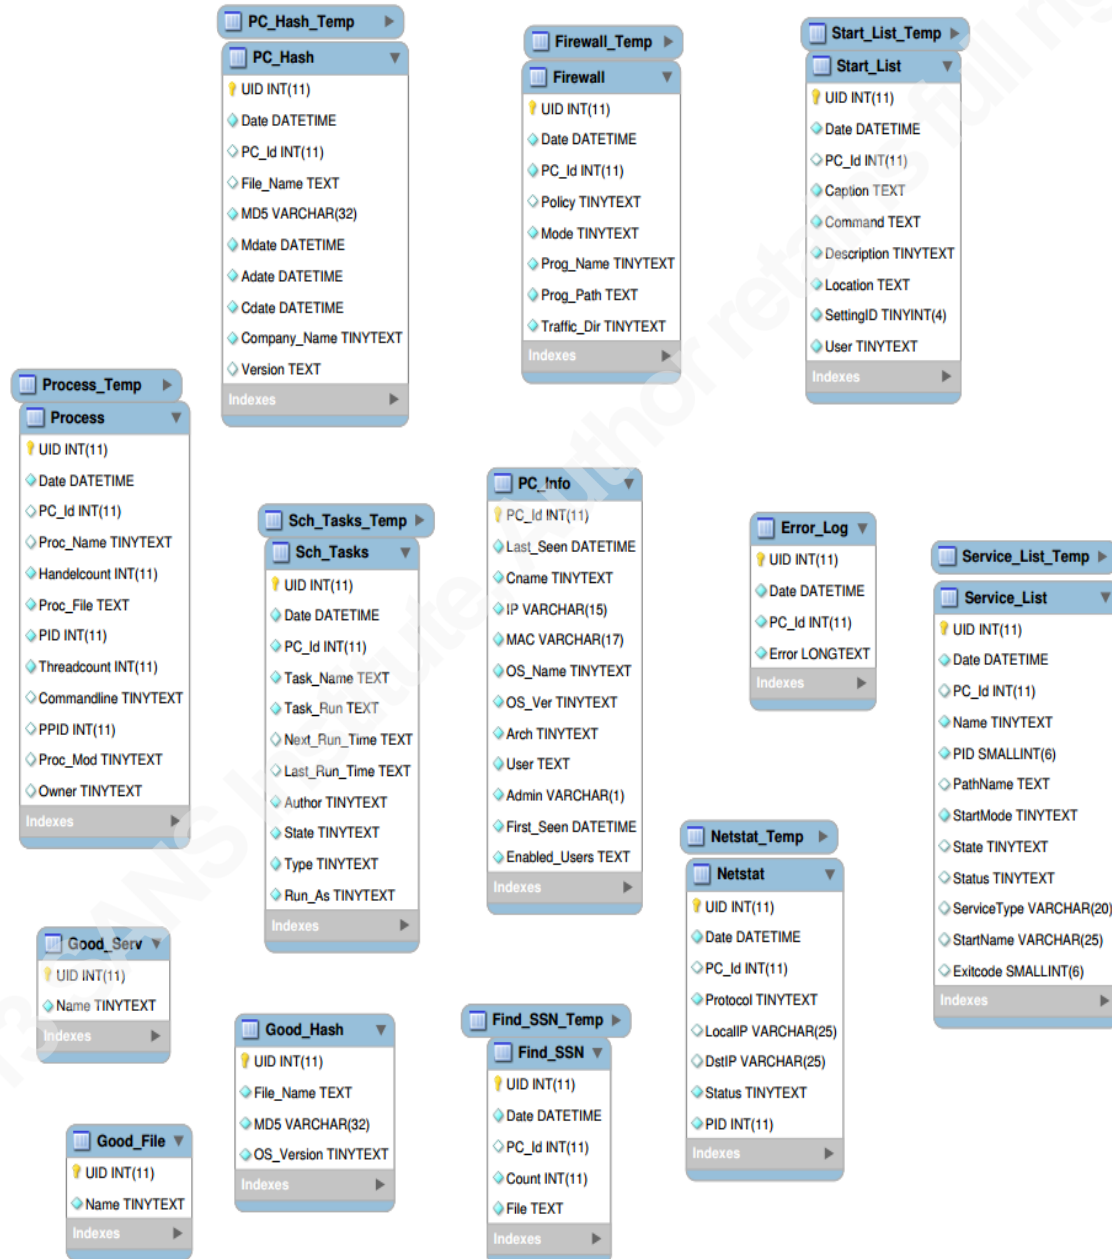 PC_Hash_Temp
PC_Hash
UID INT(11)
Date DATETIME
PC_Id INT(11)
File_Name TEXT
MD5 VARCHAR(32)
Mdate DATETIME
Adate DATETIME
Cdate DATETIME
Company_Name TINYTEXT
Version TEXT
Indexes
Firewall_Temp
Firewall
UID INT(11)
Date DATETIME
PC_Id INT(11)
Policy TINYTEXT
Mode TINYTEXT
Prog_Name TINYTEXT
Prog_Path TEXT
Traffic_Dir TINYTEXT
Indexes
Start_List_Temp
Start_List
UID INT(11)
Date DATETIME
PC_Id INT(11)
Caption TEXT
Command TEXT
Description TINYTEXT
Location TEXT
SettingID TINYINT(4)
User TINYTEXT
Indexes
Process_Temp
Process
UID INT(11)
Date DATETIME
PC_Id INT(11)
Proc_Name TINYTEXT
Handelcount INT(11)
Proc_File TEXT
PID INT(11)
Threadcount INT(11)
Commandline TINYTEXT
PPID INT(11)
Proc_Mod TINYTEXT
Owner TINYTEXT
Indexes
Sch_Tasks_Temp
Sch_Tasks
UID INT(11)
Date DATETIME
PC_Id INT(11)
Task_Name TEXT
Task_Run TEXT
Next_Run_Time TEXT
Last_Run_Time TEXT
Author TINYTEXT
State TINYTEXT
Type TINYTEXT
Run_As TINYTEXT
Indexes
PC_Info
PC_Id INT(11)
Last_Seen DATETIME
Cname TINYTEXT
IP VARCHAR(15)
MAC VARCHAR(17)
OS_Name TINYTEXT
OS_Ver TINYTEXT
Arch TINYTEXT
User TEXT
Admin VARCHAR(1)
First_Seen DATETIME
Enabled_Users TEXT
Indexes
Error_Log
UID INT(11)
Date DATETIME
PC_Id INT(11)
Error LONGTEXT
Indexes
Service_List_Temp
Service_List
UID INT(11)
Date DATETIME
PC_Id INT(11)
Name TINYTEXT
PID SMALLINT(6)
PathName TEXT
StartMode TINYTEXT
State TINYTEXT
Status TINYTEXT
ServiceType VARCHAR(20)
StartName VARCHAR(25)
Exitcode SMALLINT(6)
Indexes
Netstat_Temp
Netstat
UID INT(11)
Date DATETIME
PC_Id INT(11)
Protocol TINYTEXT
LocalIP VARCHAR(25)
DstIP VARCHAR(25)
Status TINYTEXT
PID INT(11)
Indexes
Good_Serv
UID INT(11)
Name TINYTEXT
Indexes
Good_Hash
UID INT(11)
File_Name TEXT
MD5 VARCHAR(32)
OS_Version TINYTEXT
Indexes
Find_SSN_Temp
Find_SSN
UID INT(11)
Date DATETIME
PC_Id INT(11)
Count INT(11)
File TEXT
Indexes
Good_File
UID INT(11)
Name TINYTEXT
Indexes
13 SANS Institute, Author retains full rig